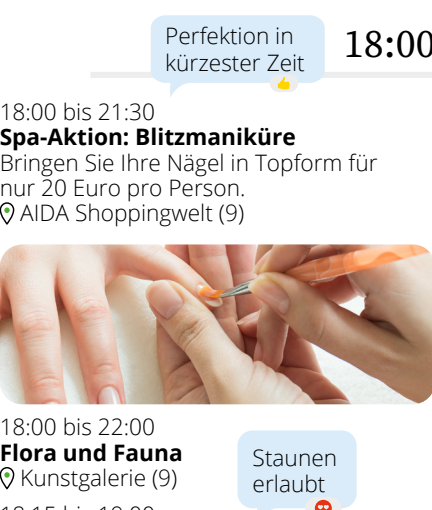 Perfektion in
kürzester Zeit
18:00
18:00 bis 21:30
Spa-Aktion: Blitzmaniküre
Bringen Sie Ihre Nägel in Topform für
nur 20 Euro pro Person.
AIDA Shoppingwelt (9)
18:00 bis 22:00
Flora und Fauna
Kunstgalerie (9)
Staunen
erlaubt